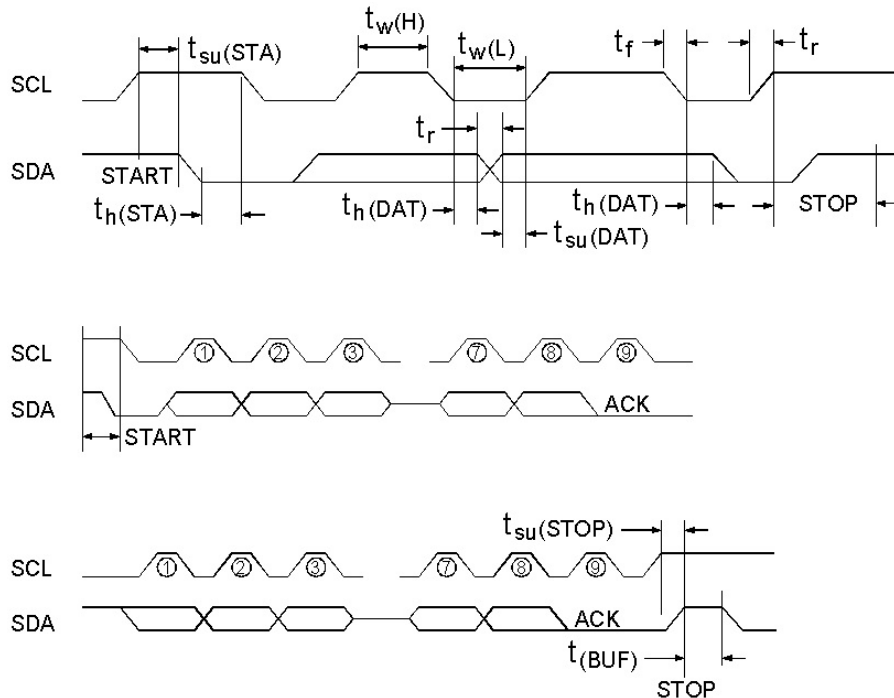 tw(H)
tsu(STA)
tw(L)
tf
tr
SCL
tr
SDA
START
STOP
th(STA)
th(DAT)
th(DAT)
tsu(DAT)
SCL
1 2 3 7 8 9
SDA
ACK
START
tsu(STOP)
SCL
1 2 3 7 8 9
SDA
ACK
t(BUF)
STOP